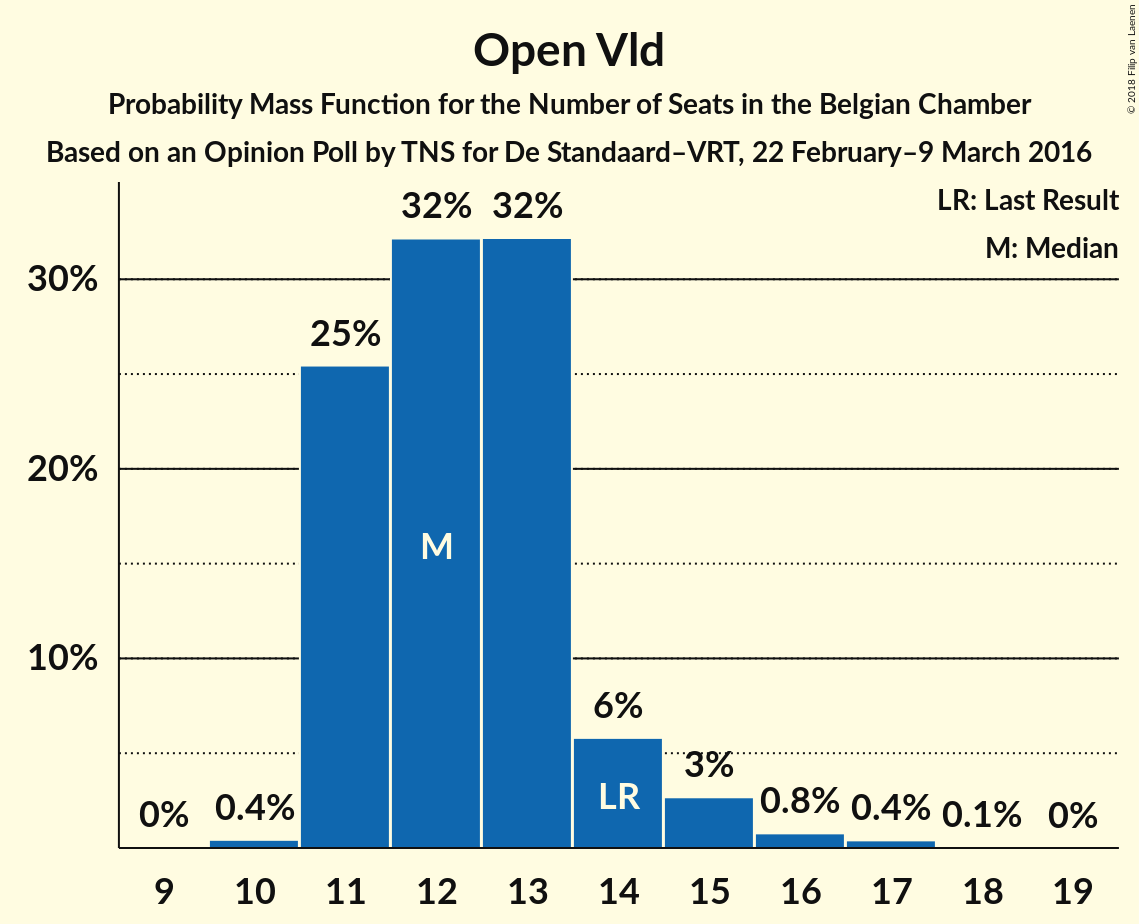 Open Vld
Probability Mass Function for the Number of Seats in the Belgian Chamber
Based on an Opinion Poll by TNS for De Standaard–VRT, 22 February–9 March 2016
© 2018 Filip van Laenen
LR: Last Result
M: Median
30%
20%
10%
0%
0.4%
25%
32%
32%
6%
3%
0.8%
0.4%
0.1%
0%
M
LR
9 10 11 12 13 14 15 16 17 18 19